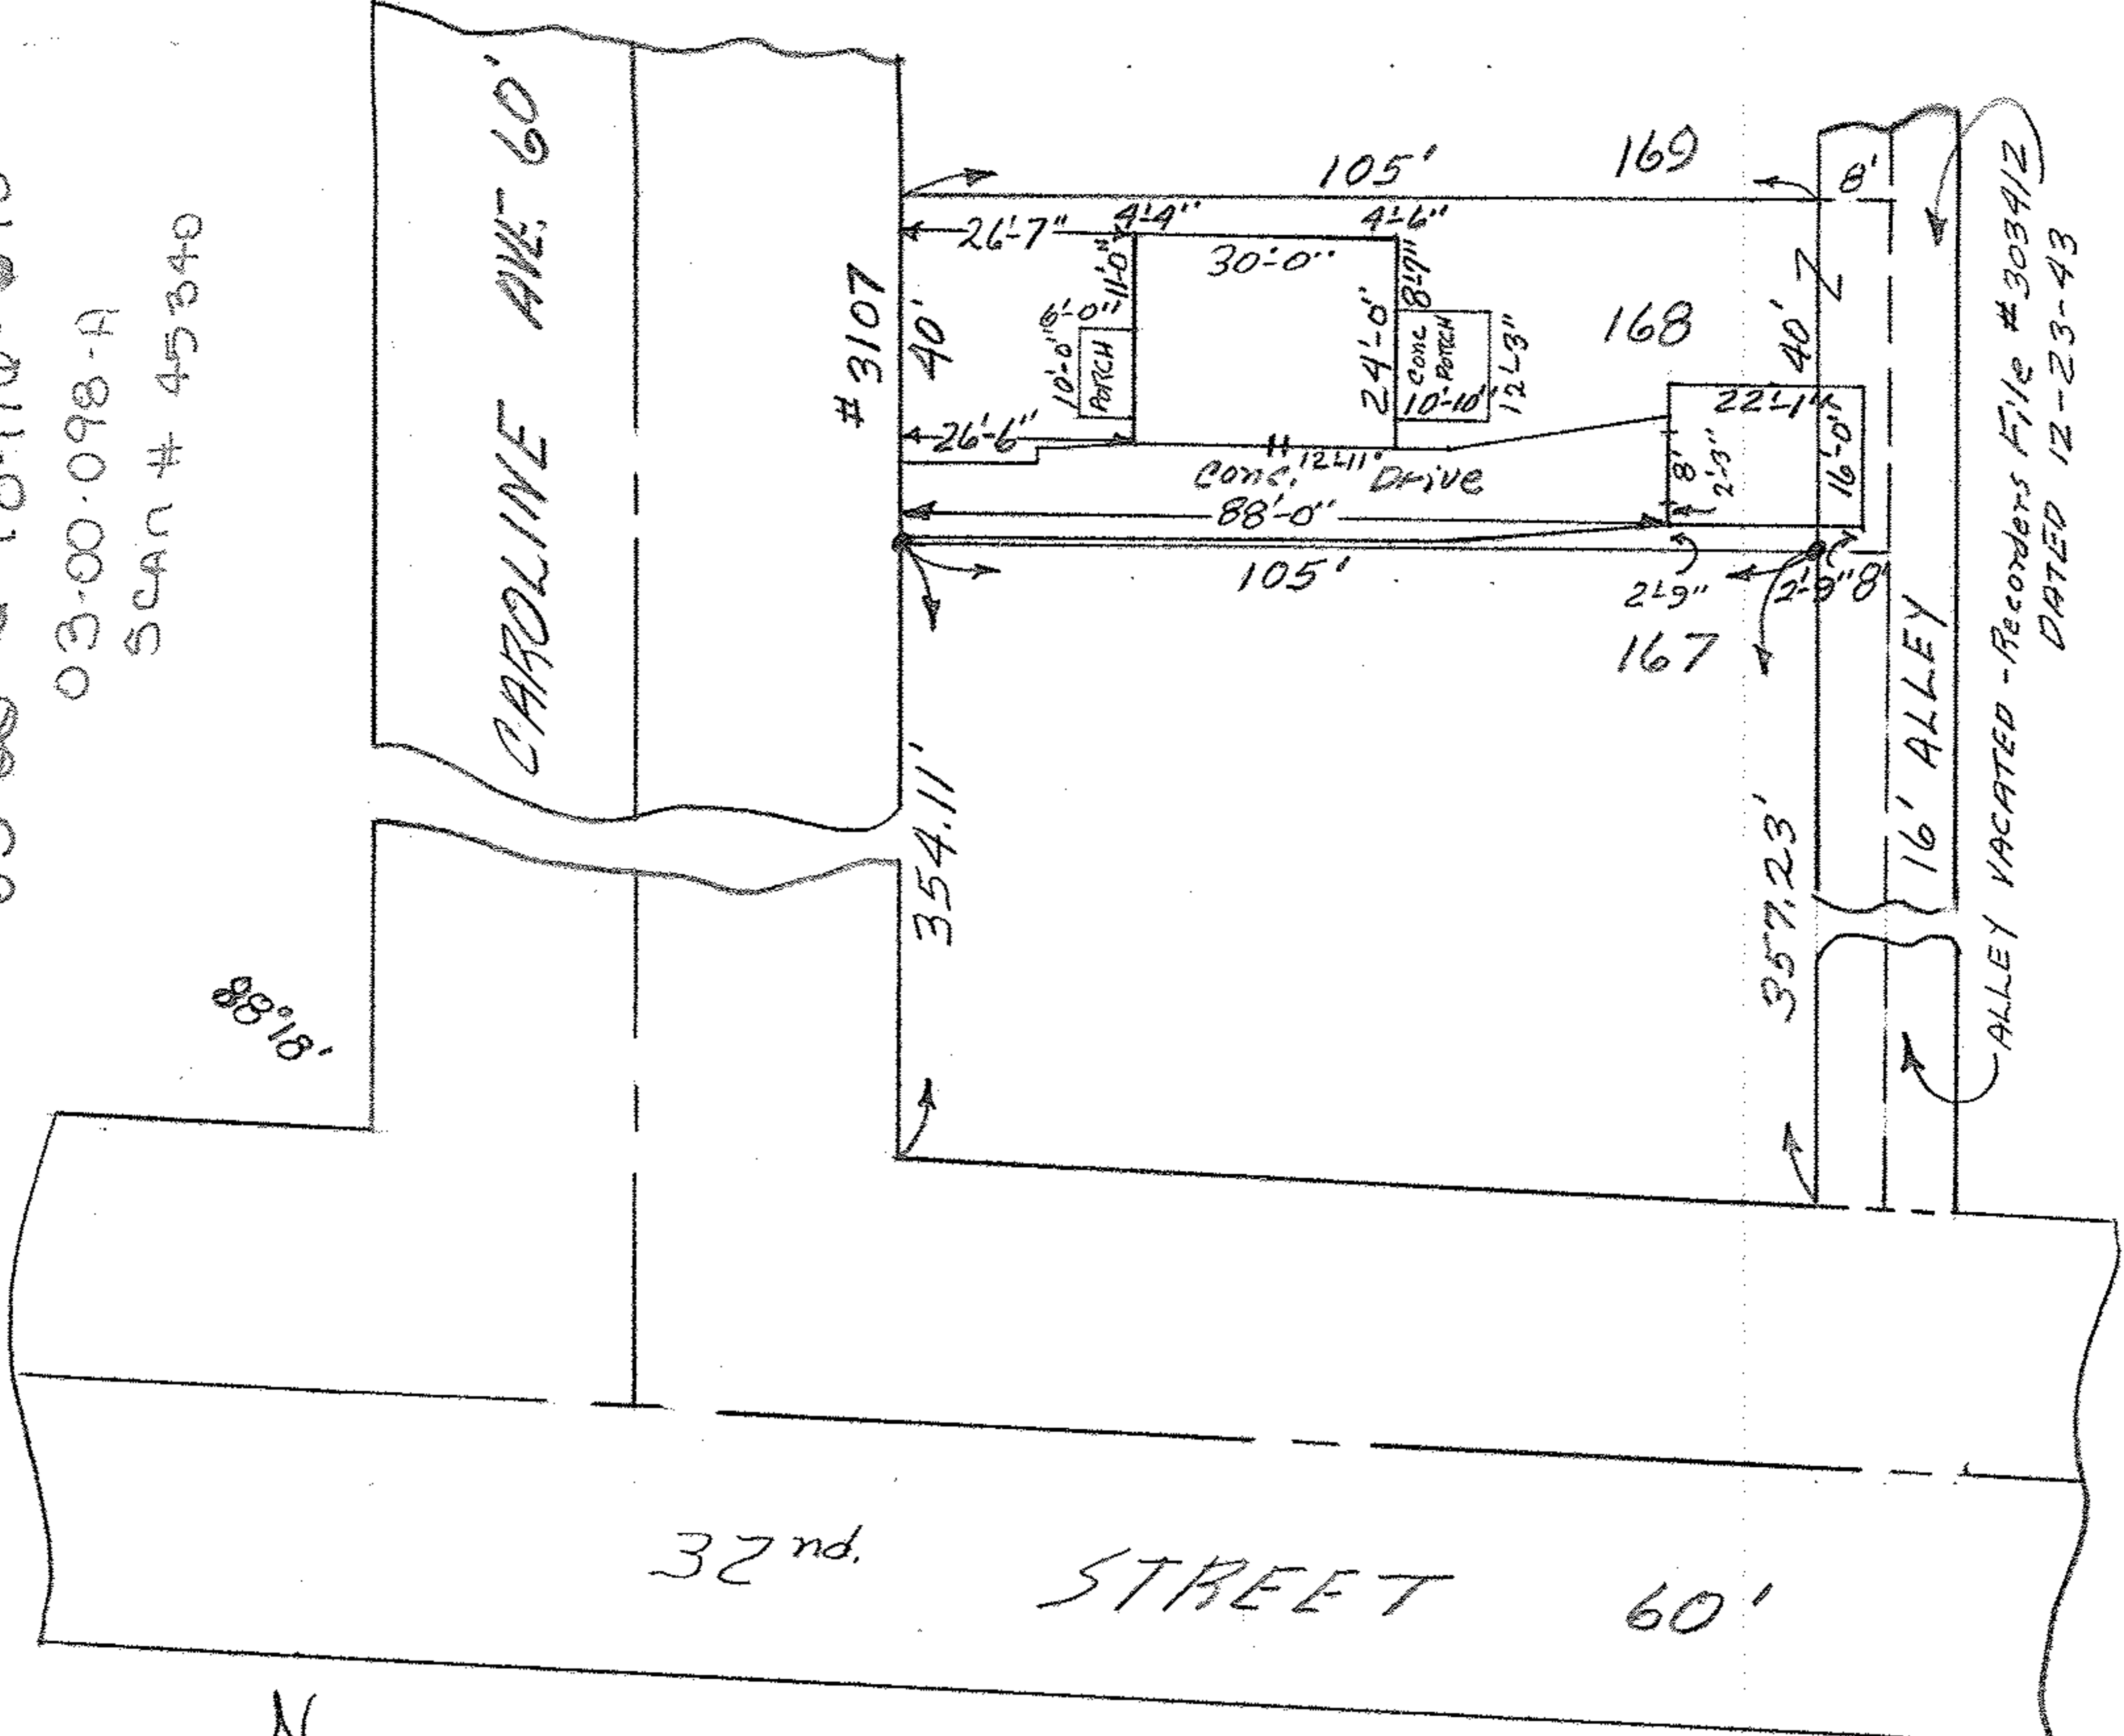 03-00-098-A
Scan # 45340
81.88'
CAROLINE AVE. 60'
# 3107
40'
105'
169
8'
26'-7"
4'-4"
4'-6"
30'-0"
11'-0"
6'-0"
10'-0"
PORCH
24'-0"
8'-7"
CONC
PORCH
10'-10"
12'-3"
168
40'
26'-6"
12'-11"
Conc. Drive
22'-1"
16'-0"
8'
2'-3"
88'-0"
105'
2'-9"
2'-9"
8'
167
354.11'
357.23'
16' ALLEY
ALLEY VACATED - Recorders File # 303412
DATED 12-23-43
32nd. STREET 60'
N